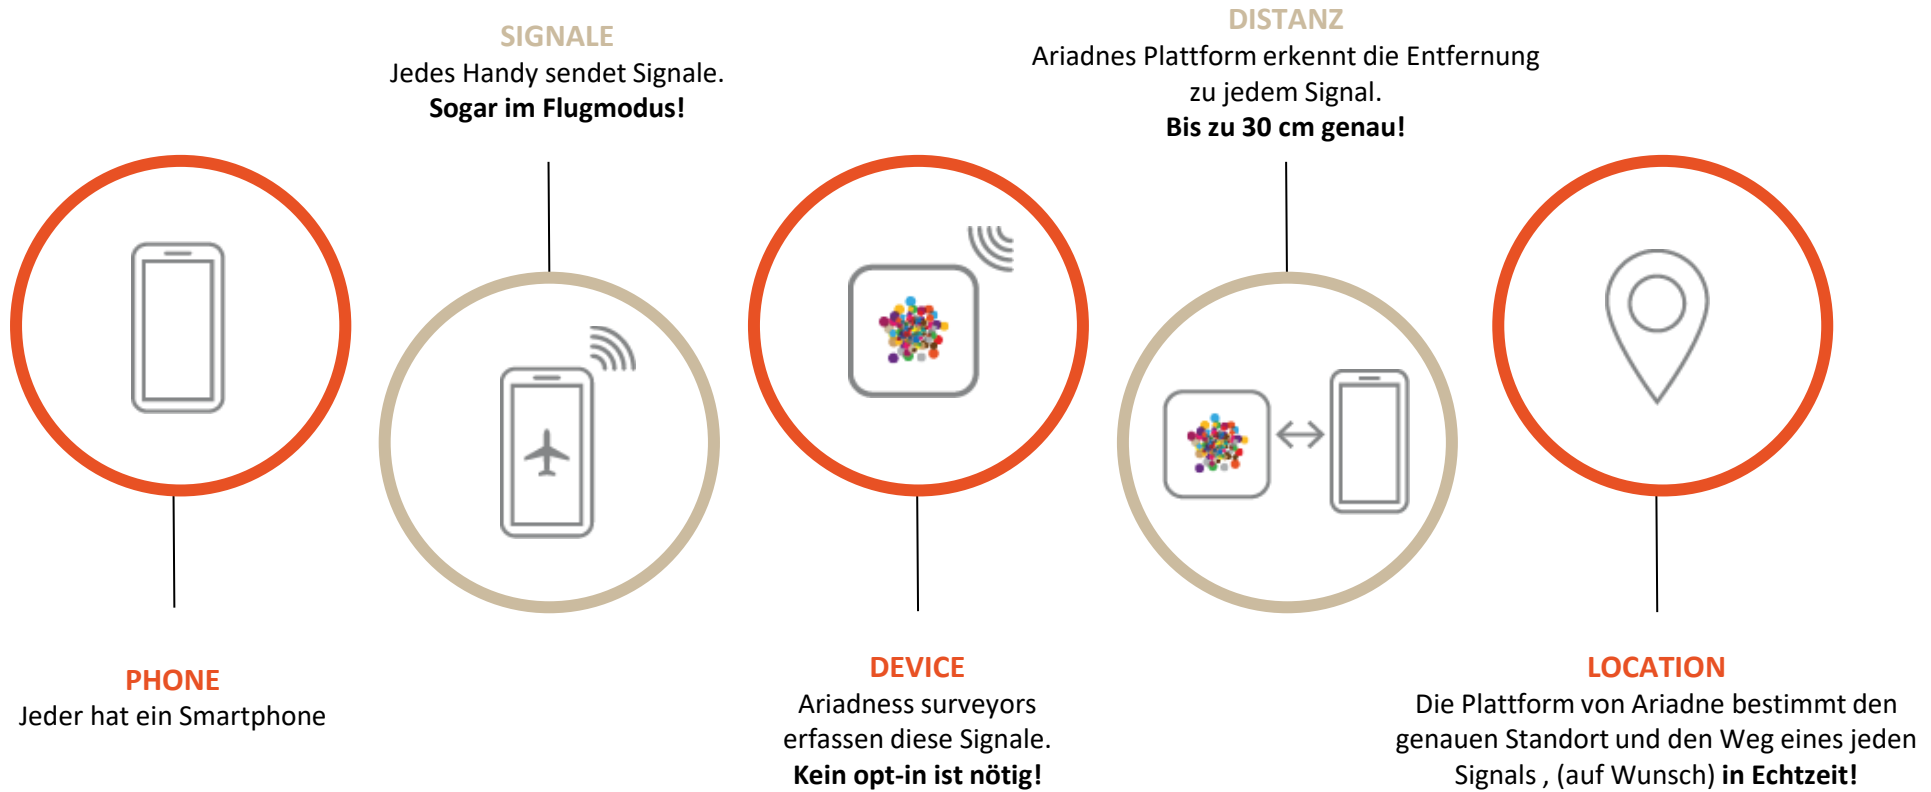 PHONE
Jeder hat ein Smartphone
SIGNALE
Jedes Handy sendet Signale.
Sogar im Flugmodus!
DEVICE
Ariadness surveyors
erfassen diese Signale.
Kein opt-in ist nötig!
DISTANZ
Ariadnes Plattform erkennt die Entfernung
zu jedem Signal.
Bis zu 30 cm genau!
LOCATION
Die Plattform von Ariadne bestimmt den
genauen Standort und den Weg eines jeden
Signals , (auf Wunsch) in Echtzeit!